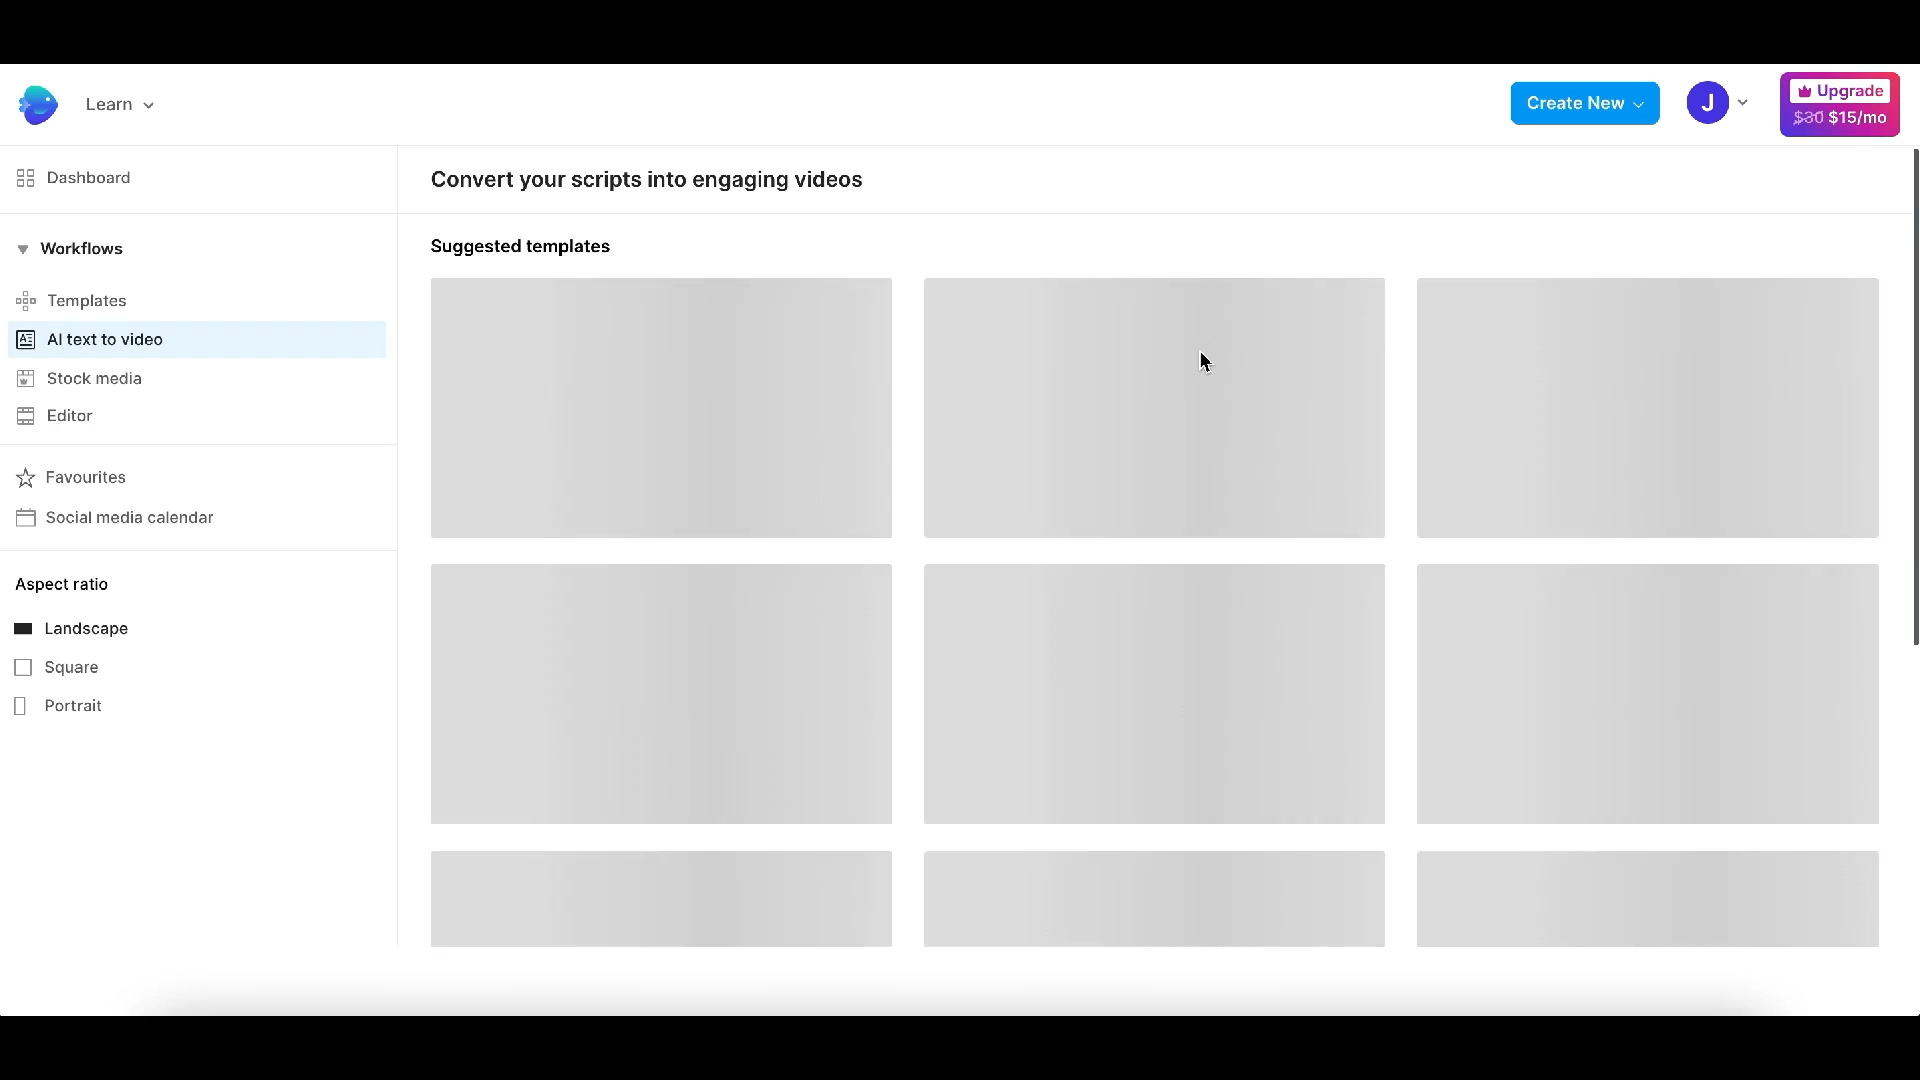 Learn
Create New
J
Upgrade
$30 $15/mo
Dashboard
Convert your scripts into engaging videos
Workflows
Suggested templates
Templates
AI text to video
Stock media
Editor
Favourites
Social media calendar
Aspect ratio
Landscape
Square
Portrait